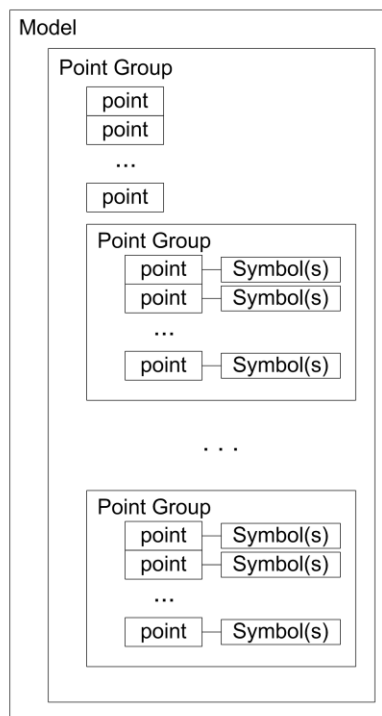 Model
Point Group
point
point
...
point
Point Group
point Symbol(s)
point Symbol(s)
...
point Symbol(s)
. . .
Point Group
point Symbol(s)
point Symbol(s)
...
point Symbol(s)